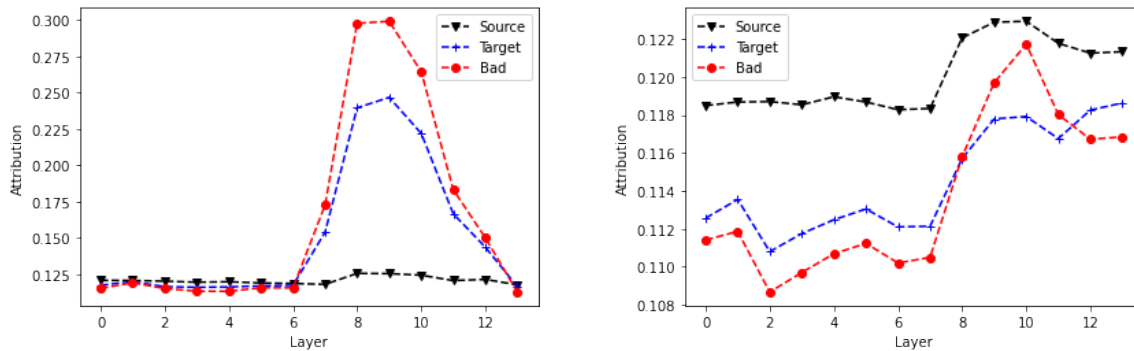 0.300
0.275
0.250
0.225
0.200
0.175
0.150
0.125
Attribution
0 2 4 6 8 10 12
Layer
Source
Target
Bad
0.122
0.120
0.118
0.116
0.114
0.112
0.110
0.108
Attribution
0 2 4 6 8 10 12
Layer
Source
Target
Bad